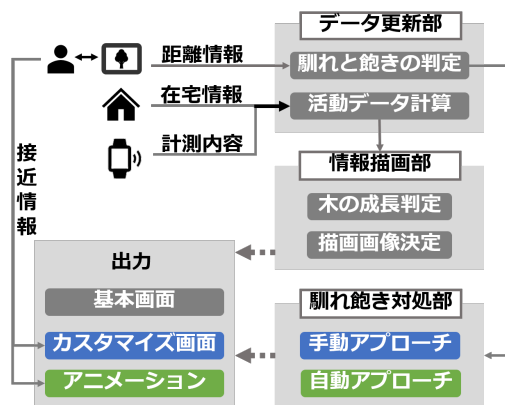 データ更新部
距離情報
馴れと飽きの判定
在宅情報
活動データ計算
計測内容
接近情報
情報描画部
木の成長判定
描画画像決定
出力
基本画面
カスタマイズ画面
アニメーション
馴れ飽き対処部
手動アプローチ
自動アプローチ